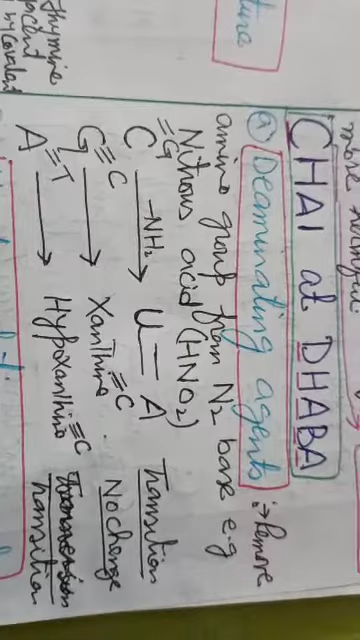 CHAI at DHABA
(a) Deaminating agents :→ Remove
amino group from N2 base e.g
Nitrous acid (HNO2)
C≡G —NH2→ U=A Transition
G≡C → Xanthine≡C No change
A=T → Hypoxanthine≡C Transition
Thymine